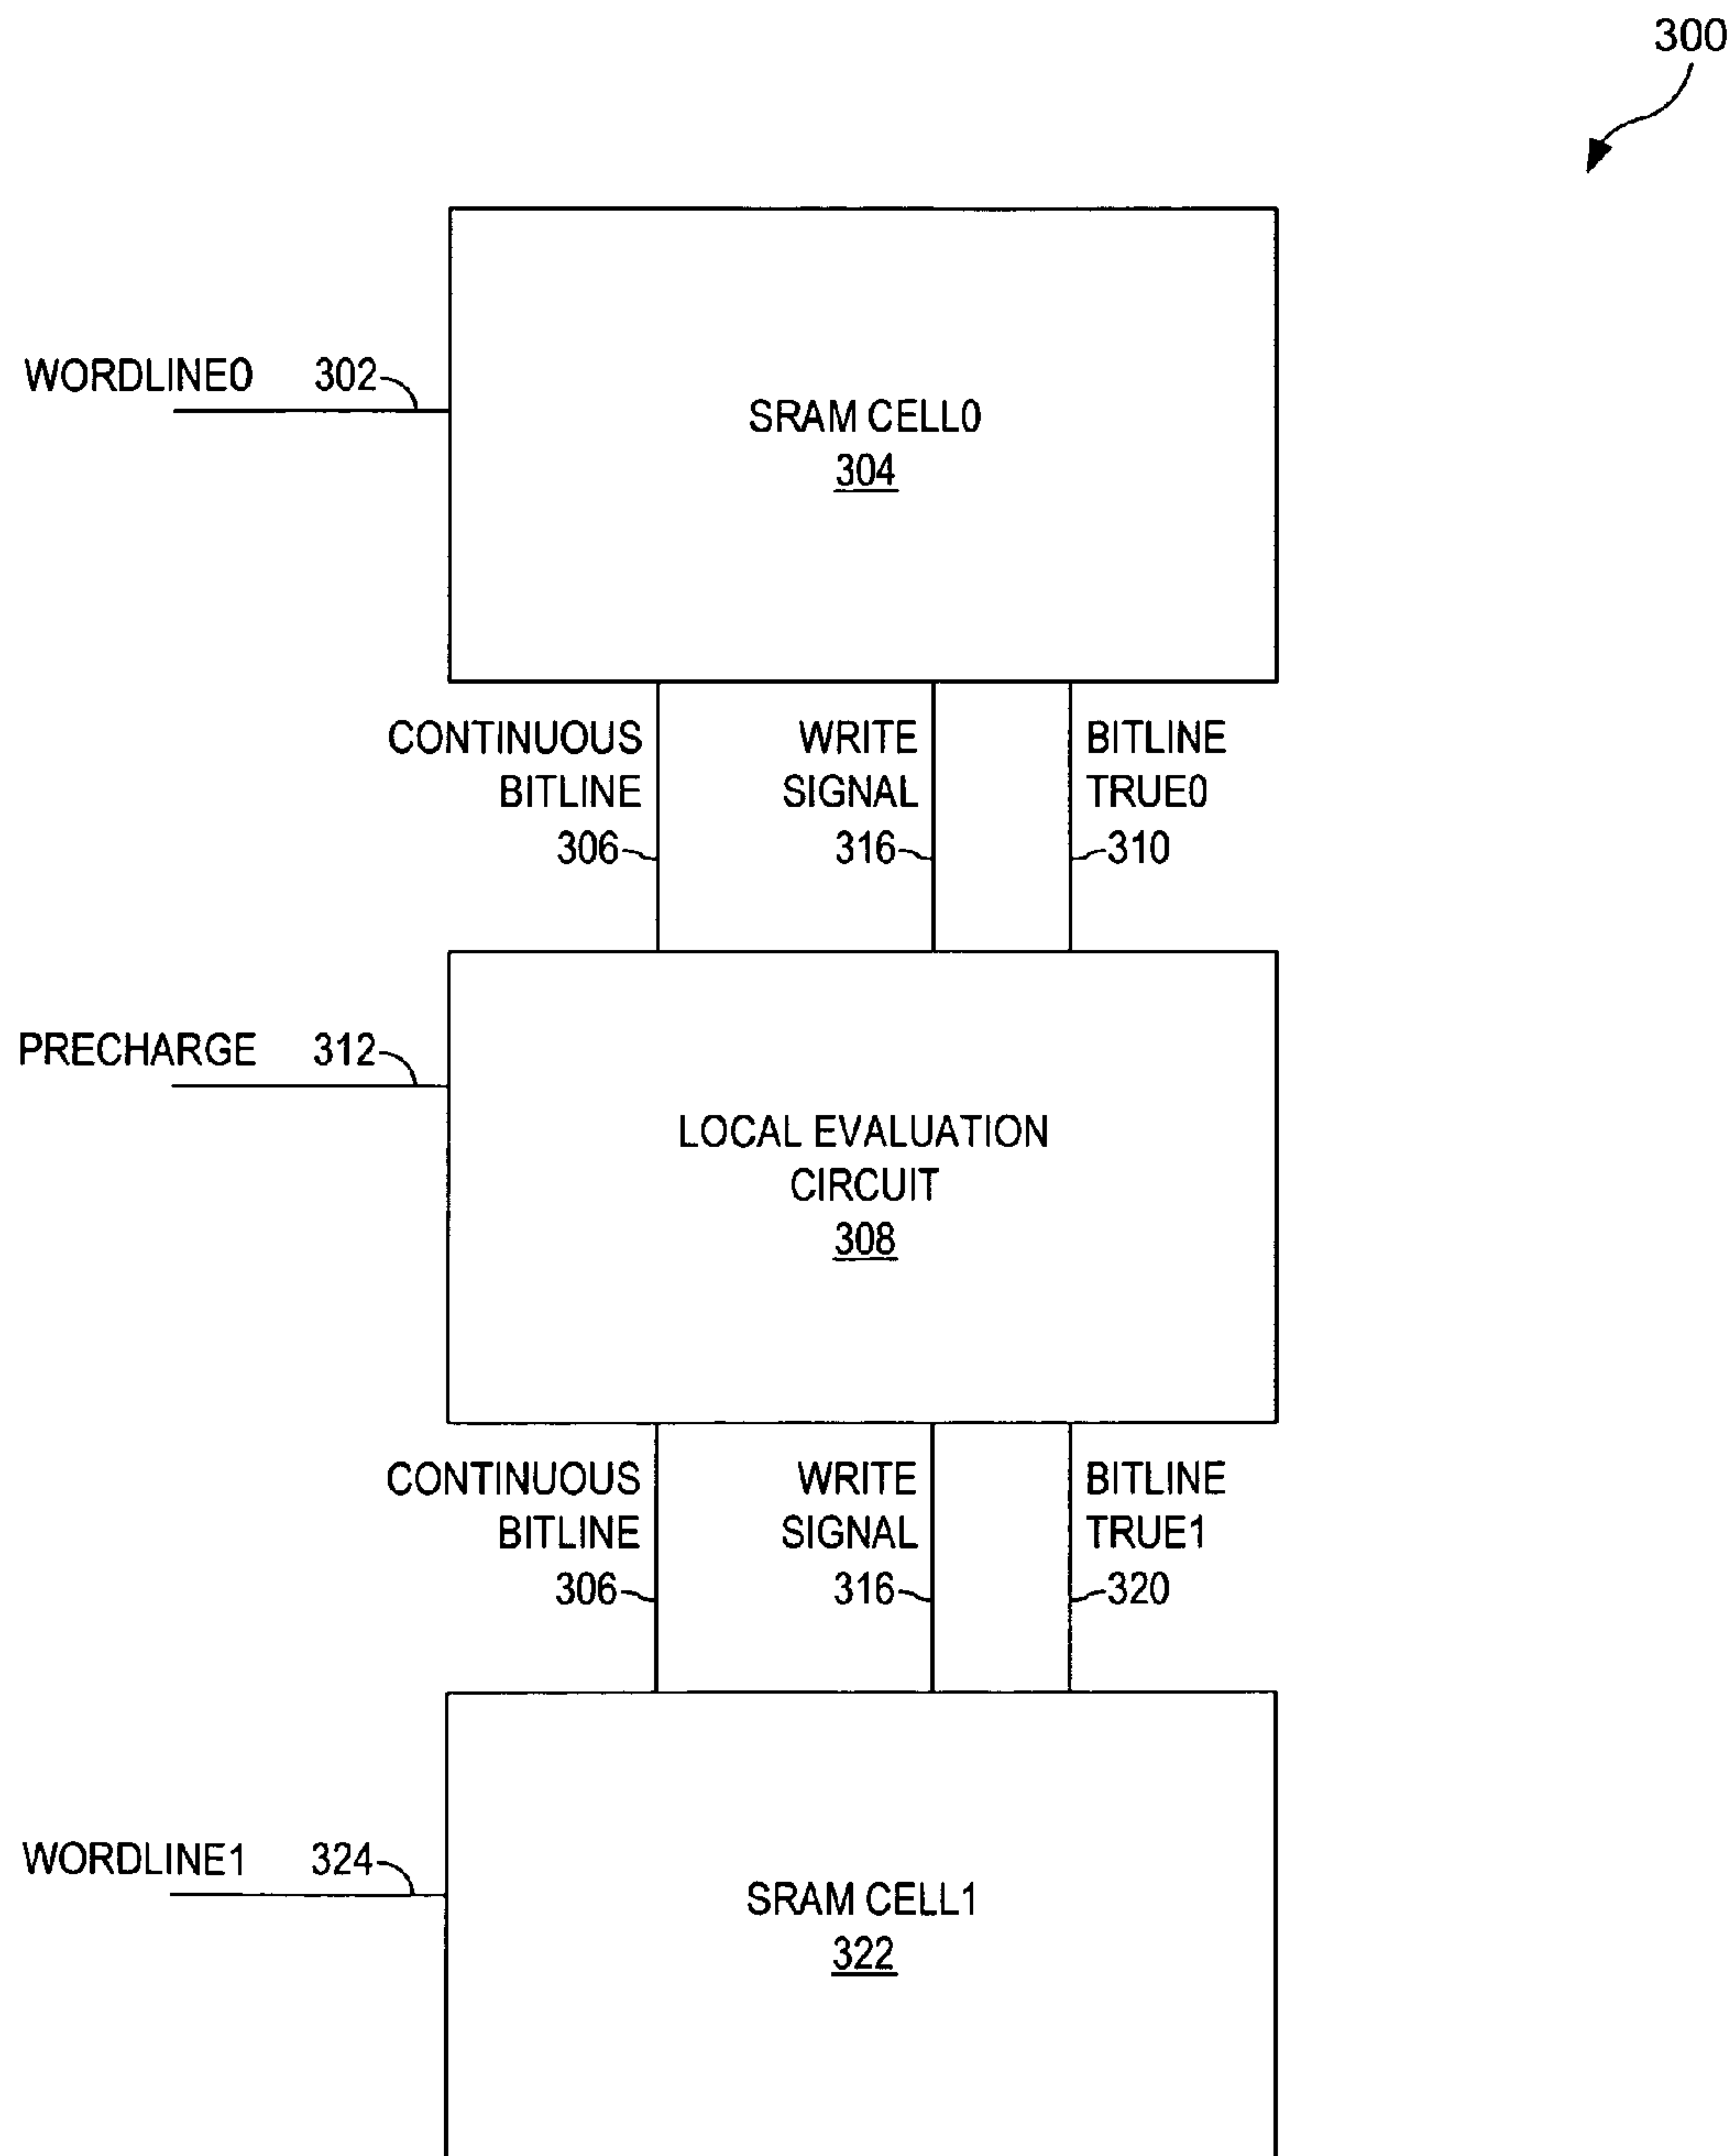 300
WORDLINE0 302
SRAM CELL0
304
CONTINUOUS BITLINE 306
WRITE SIGNAL 316
BITLINE TRUE0 310
PRECHARGE 312
LOCAL EVALUATION
CIRCUIT
308
CONTINUOUS BITLINE 306
WRITE SIGNAL 316
BITLINE TRUE1 320
WORDLINE1 324
SRAM CELL1
322